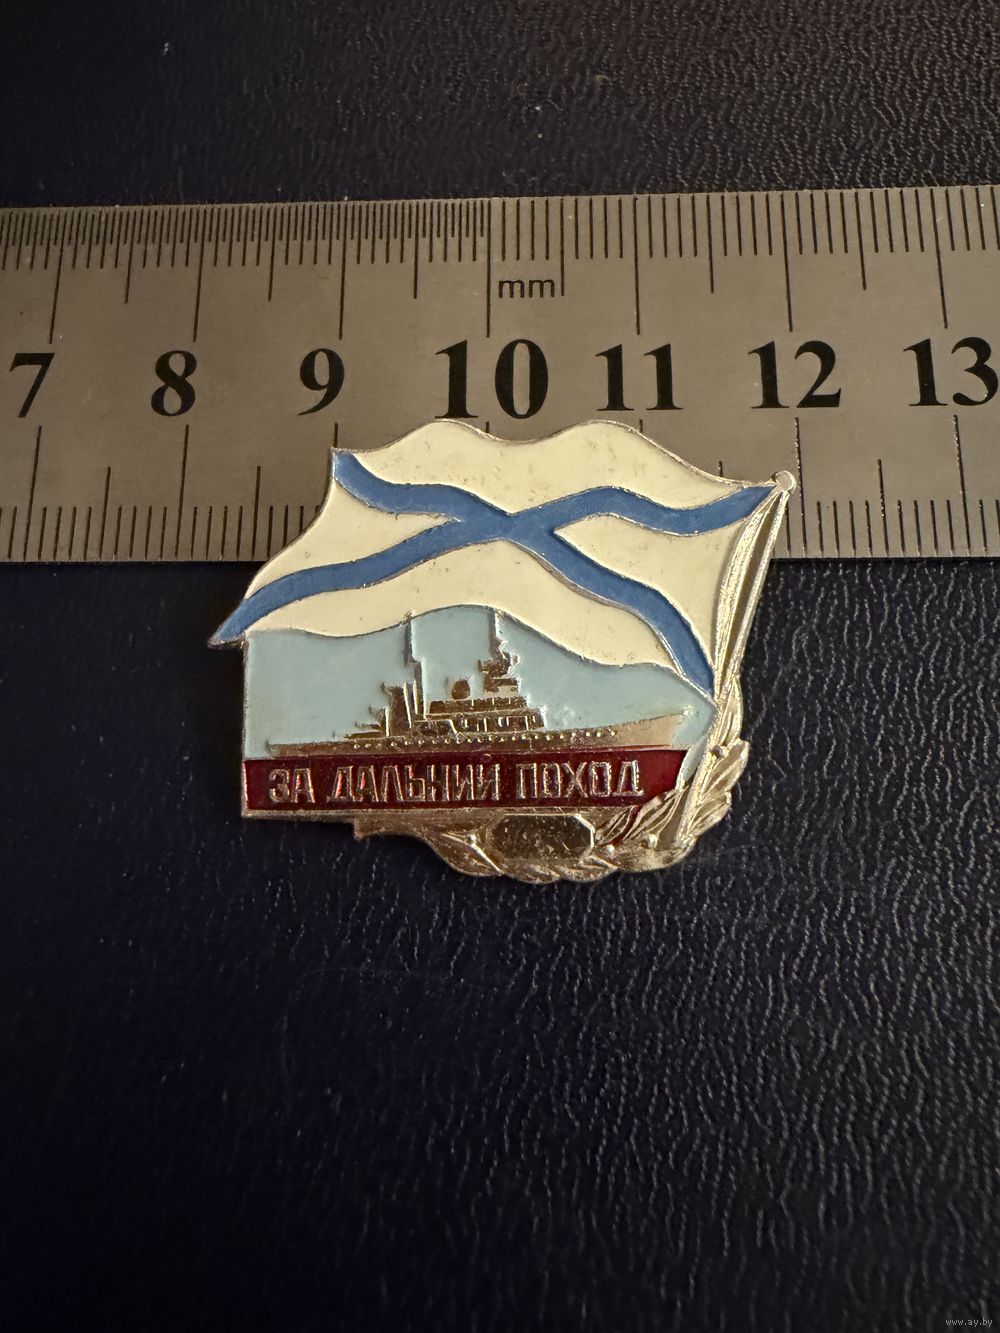 mm
7 8 9 10 11 12 13
ЗА ДАЛЬНИЙ ПОХОД
www.ay.by